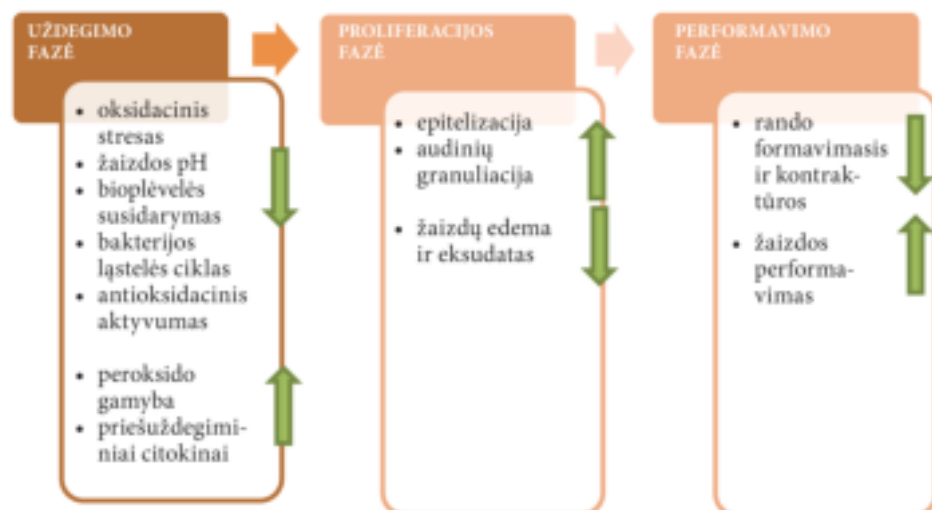 UŽDEGIMO
FAZĖ
oksidacinis
stresas
žaizdos pH
bioplėvelės
susidarymas
bakterijos
ląstelės ciklas
antioksidacinis
aktyvumas
peroksido
gamyba
priešuždegimi-
niai citokinai
PROLIFERACIJOS
FAZĖ
epitelizacija
audinių
granuliacija
žaizdų edema
ir eksudatas
PERFORMAVIMO
FAZĖ
rando
formavimasis
ir kontrak-
tūros
žaizdos
performa-
vimas